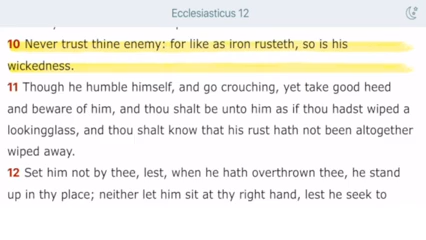 Ecclesiasticus 12
10 Never trust thine enemy: for like as iron rusteth, so is his
wickedness.
11 Though he humble himself, and go crouching, yet take good heed
and beware of him, and thou shalt be unto him as if thou hadst wiped a
lookingglass, and thou shalt know that his rust hath not been altogether
wiped away.
12 Set him not by thee, lest, when he hath overthrown thee, he stand
up in thy place; neither let him sit at thy right hand, lest he seek to